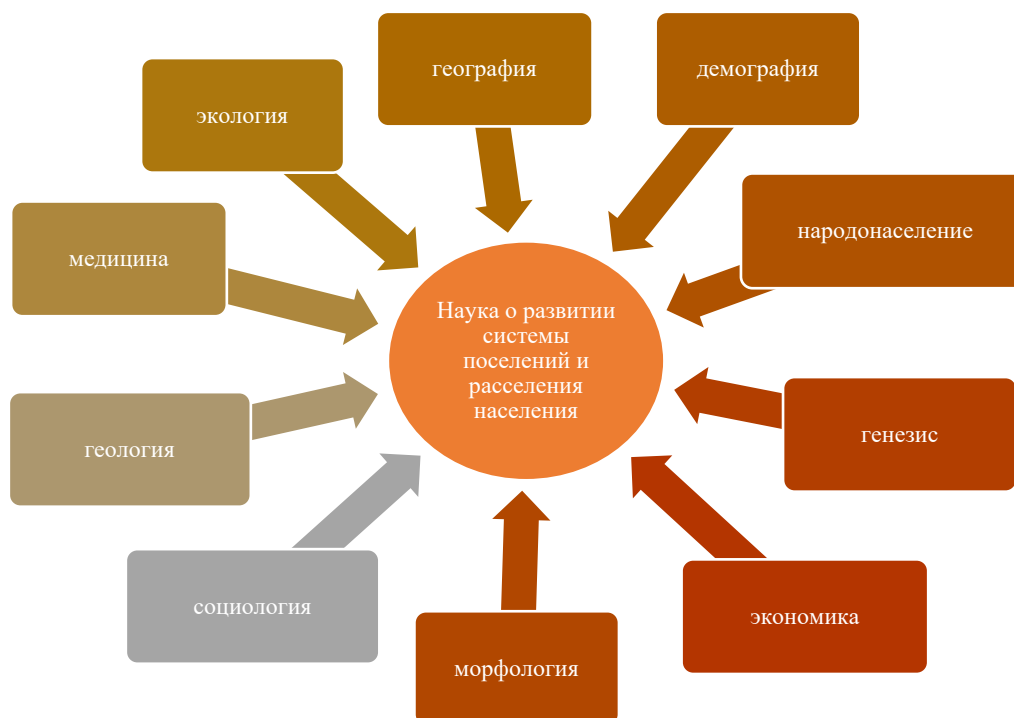 география
демография
экология
народонаселение
медицина
Наука о развитии
системы
поселений и
расселения
населения
генезис
геология
социология
экономика
морфология